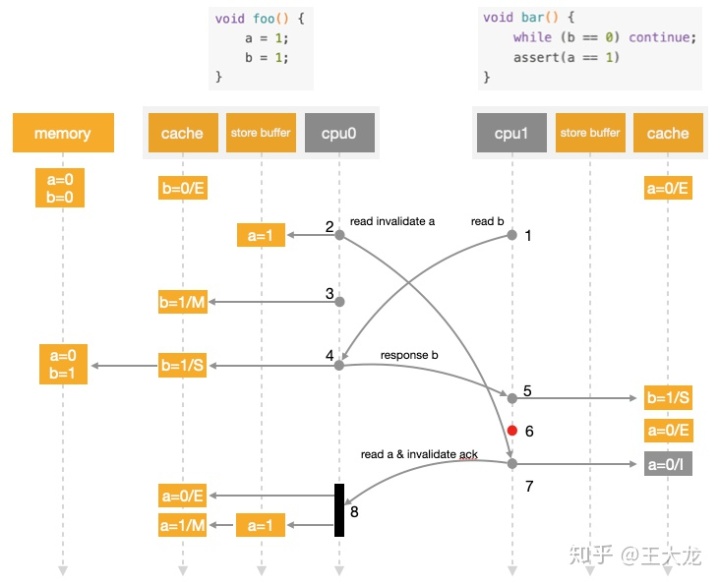 void foo() {
a = 1;
b = 1;
}
void bar() {
while (b == 0) continue;
assert(a == 1)
}
memory
cache
store buffer
cpu0
cpu1
store buffer
cache
a=0
b=0
b=0/E
a=0/E
2
read invalidate a
read b
1
a=1
3
b=1/M
4
response b
a=0
b=1
b=1/S
5
b=1/S
6
a=0/E
read a & invalidate ack
7
a=0/I
a=0/E
8
a=1/M
a=1
知乎 @王大龙